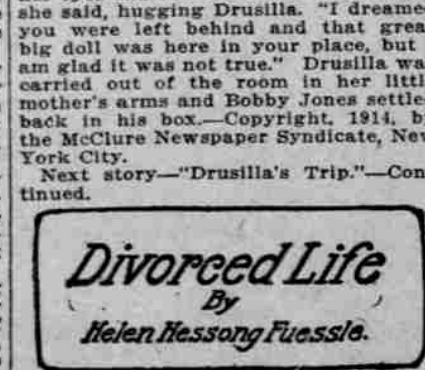 she said, hugging Drusilla. "I dreame
you were left behind and that grea
big doll was here in your place, but
am glad it was not true." Drusilla wa
carried out of the room in her littl
mother's arms and Bobby Jones settle
back in his box.—Copyright, 1914, b
the McClure Newspaper Syndicate, Ne
York City.
Next story—"Drusilla's Trip."—Con
tinued.
Divorced Life
By
Helen Hessong Fuessle.